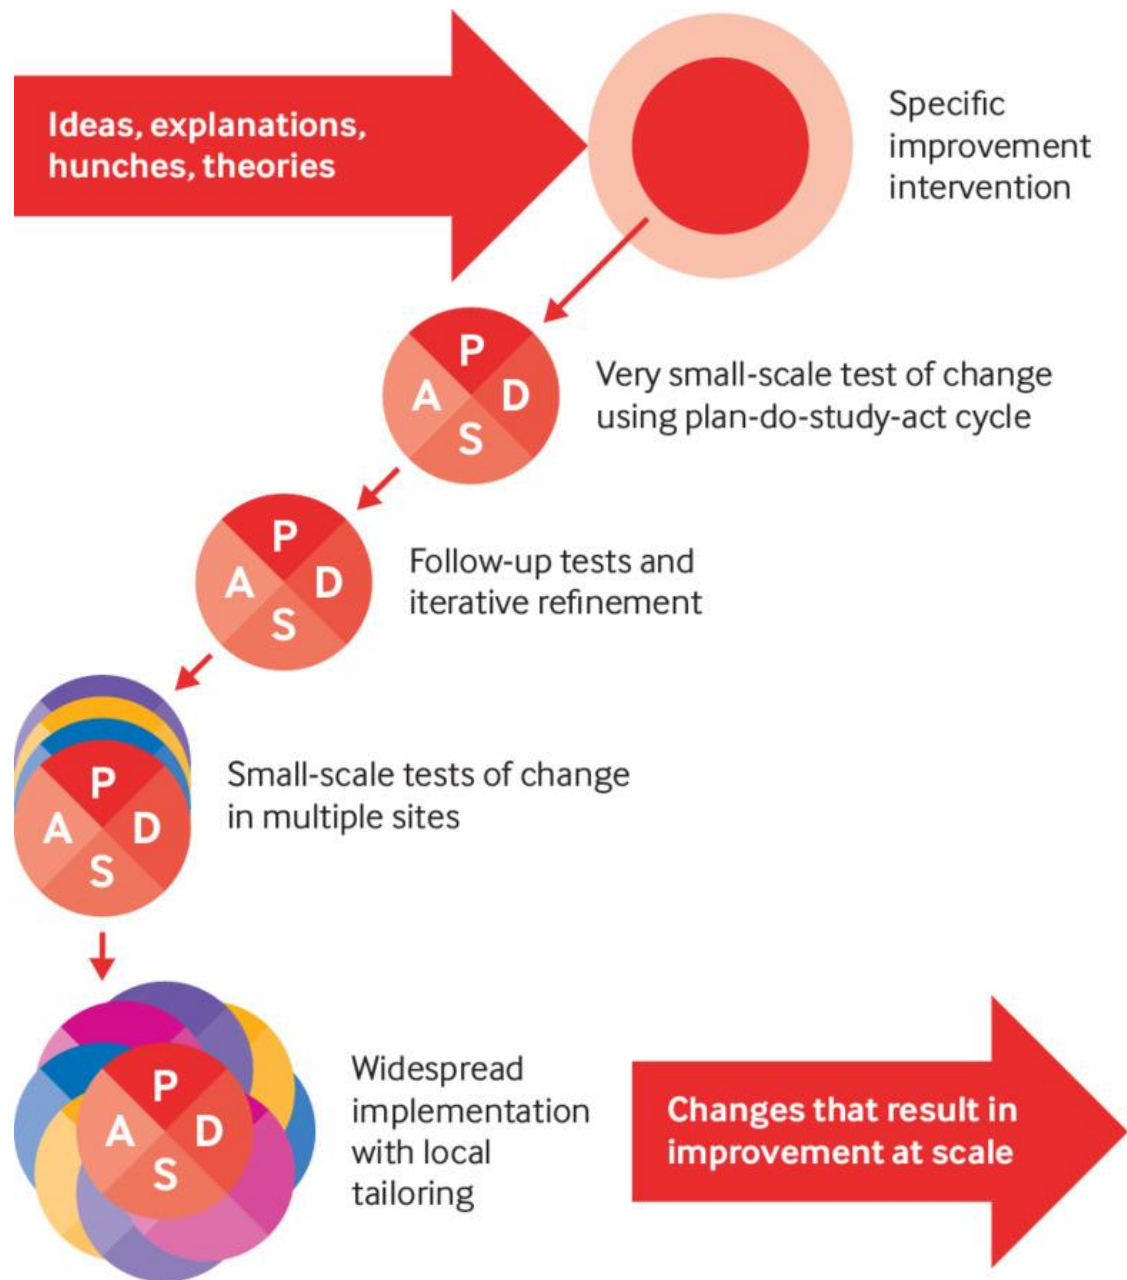 Ideas, explanations,
hunches, theories
Specific
improvement
intervention
P
A D
S
Very small-scale test of change
using plan-do-study-act cycle
P
A D
S
Follow-up tests and
iterative refinement
P
A D
S
Small-scale tests of change
in multiple sites
P
A D
S
Widespread
implementation
with local
tailoring
Changes that result in
improvement at scale